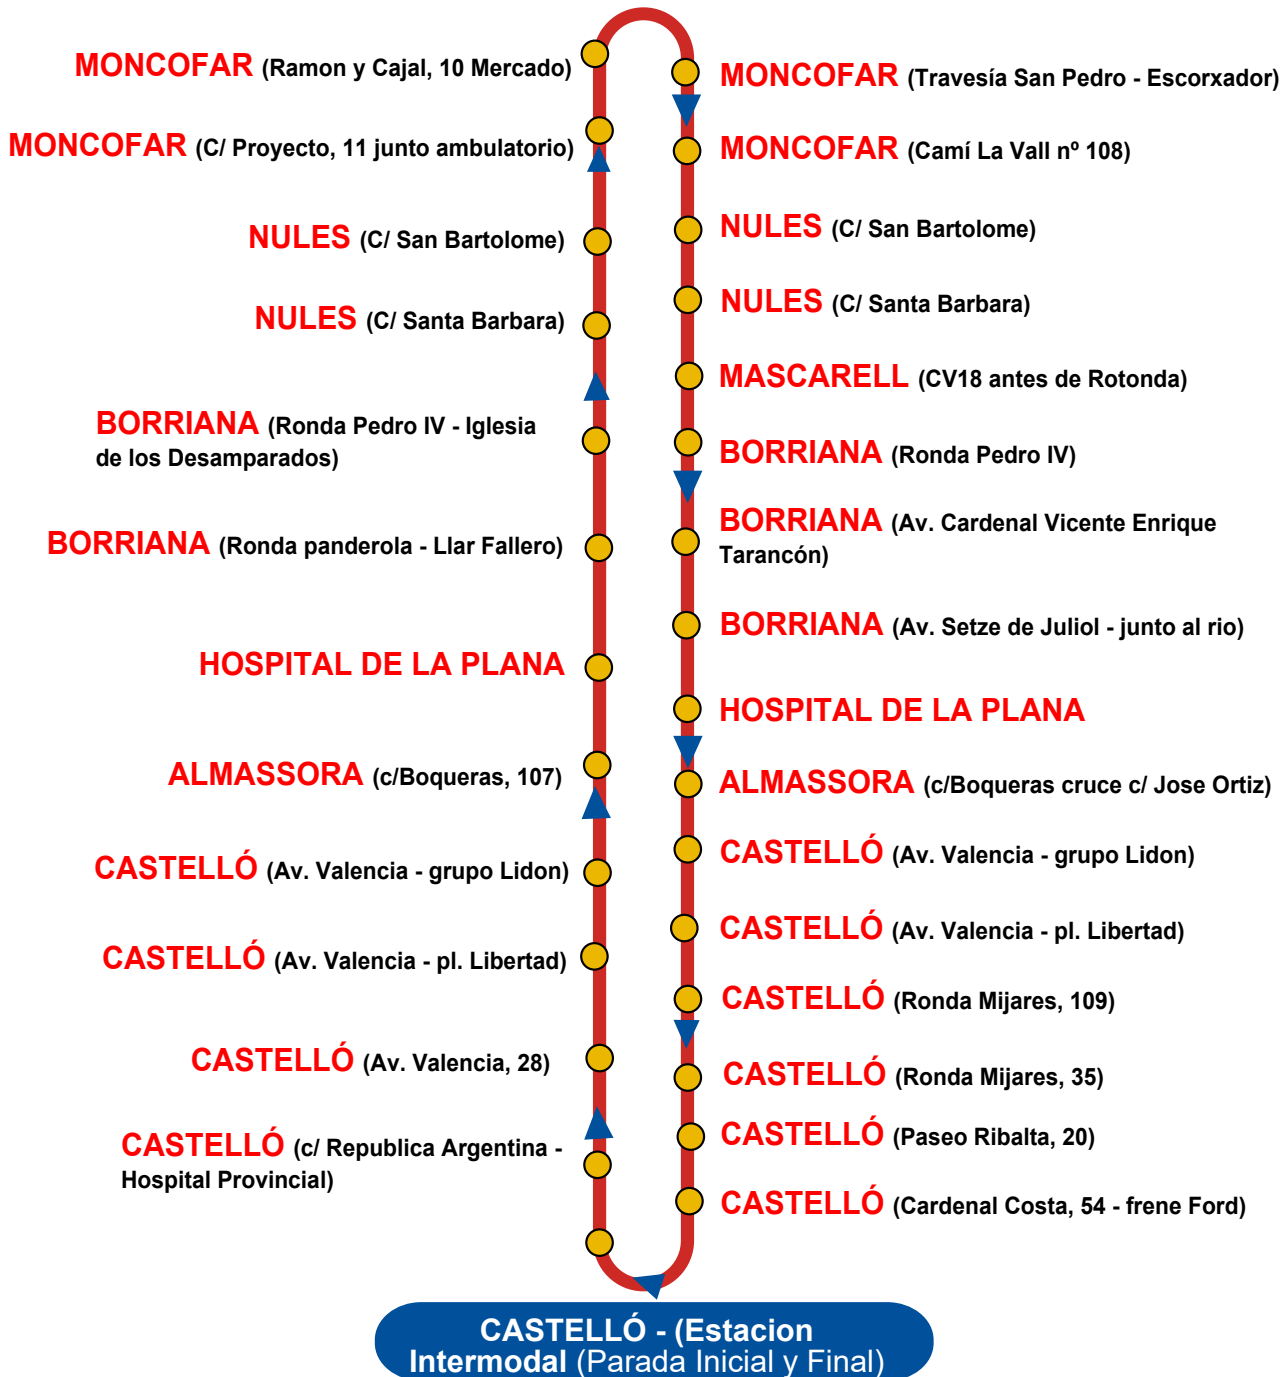 MONCOFAR (Ramon y Cajal, 10 Mercado)
MONCOFAR (C/ Proyecto, 11 junto ambulatorio)
NULES (C/ San Bartolome)
NULES (C/ Santa Barbara)
BORRIANA (Ronda Pedro IV - Iglesia
de los Desamparados)
BORRIANA (Ronda panderola - Llar Fallero)
HOSPITAL DE LA PLANA
ALMASSORA (c/Boqueras, 107)
CASTELLÓ (Av. Valencia - grupo Lidon)
CASTELLÓ (Av. Valencia - pl. Libertad)
CASTELLÓ (Av. Valencia, 28)
CASTELLÓ (c/ Republica Argentina -
Hospital Provincial)
MONCOFAR (Travesía San Pedro - Escorxador)
MONCOFAR (Camí La Vall nº 108)
NULES (C/ San Bartolome)
NULES (C/ Santa Barbara)
MASCARELL (CV18 antes de Rotonda)
BORRIANA (Ronda Pedro IV)
BORRIANA (Av. Cardenal Vicente Enrique
Tarancón)
BORRIANA (Av. Setze de Juliol - junto al rio)
HOSPITAL DE LA PLANA
ALMASSORA (c/Boqueras cruce c/ Jose Ortiz)
CASTELLÓ (Av. Valencia - grupo Lidon)
CASTELLÓ (Av. Valencia - pl. Libertad)
CASTELLÓ (Ronda Mijares, 109)
CASTELLÓ (Ronda Mijares, 35)
CASTELLÓ (Paseo Ribalta, 20)
CASTELLÓ (Cardenal Costa, 54 - frene Ford)
CASTELLÓ - (Estacion
Intermodal (Parada Inicial y Final)